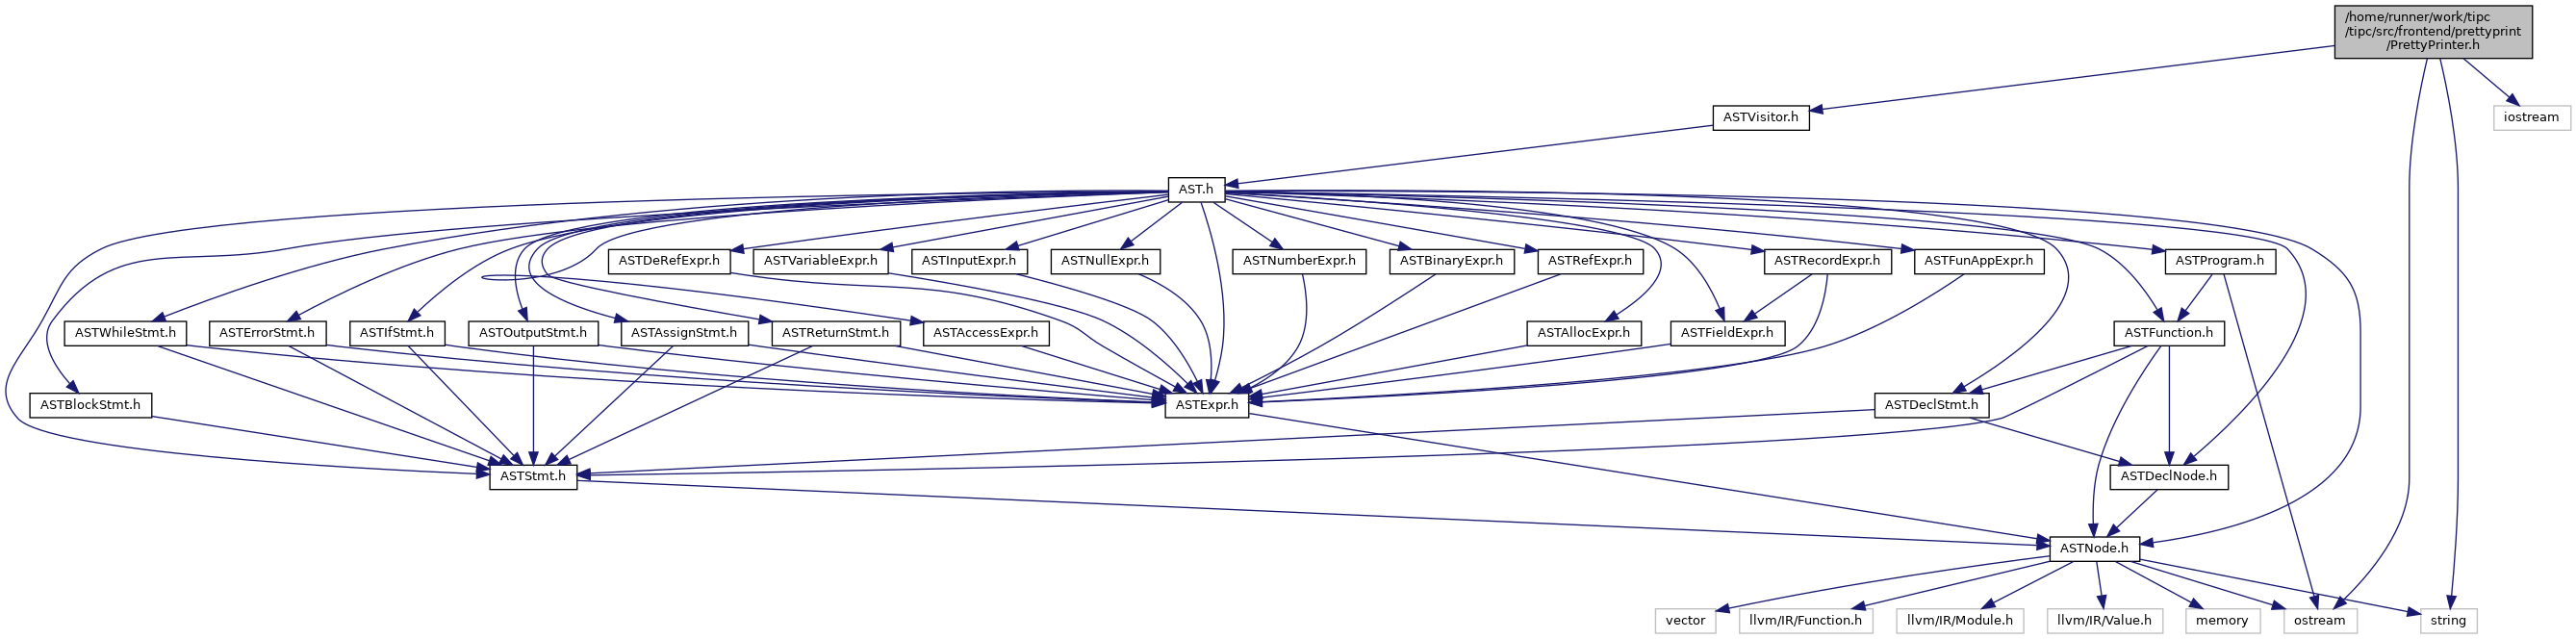 /home/runner/work/tipc
/tipc/src/frontend/prettyprint
/PrettyPrinter.h
ASTVisitor.h
iostream
AST.h
ASTDeRefExpr.h
ASTVariableExpr.h
ASTInputExpr.h
ASTNullExpr.h
ASTNumberExpr.h
ASTBinaryExpr.h
ASTRefExpr.h
ASTRecordExpr.h
ASTFunAppExpr.h
ASTProgram.h
ASTWhileStmt.h
ASTErrorStmt.h
ASTIfStmt.h
ASTOutputStmt.h
ASTAssignStmt.h
ASTReturnStmt.h
ASTAccessExpr.h
ASTAllocExpr.h
ASTFieldExpr.h
ASTFunction.h
ASTBlockStmt.h
ASTExpr.h
ASTDeclStmt.h
ASTStmt.h
ASTDeclNode.h
ASTNode.h
vector
llvm/IR/Function.h
llvm/IR/Module.h
llvm/IR/Value.h
memory
ostream
string